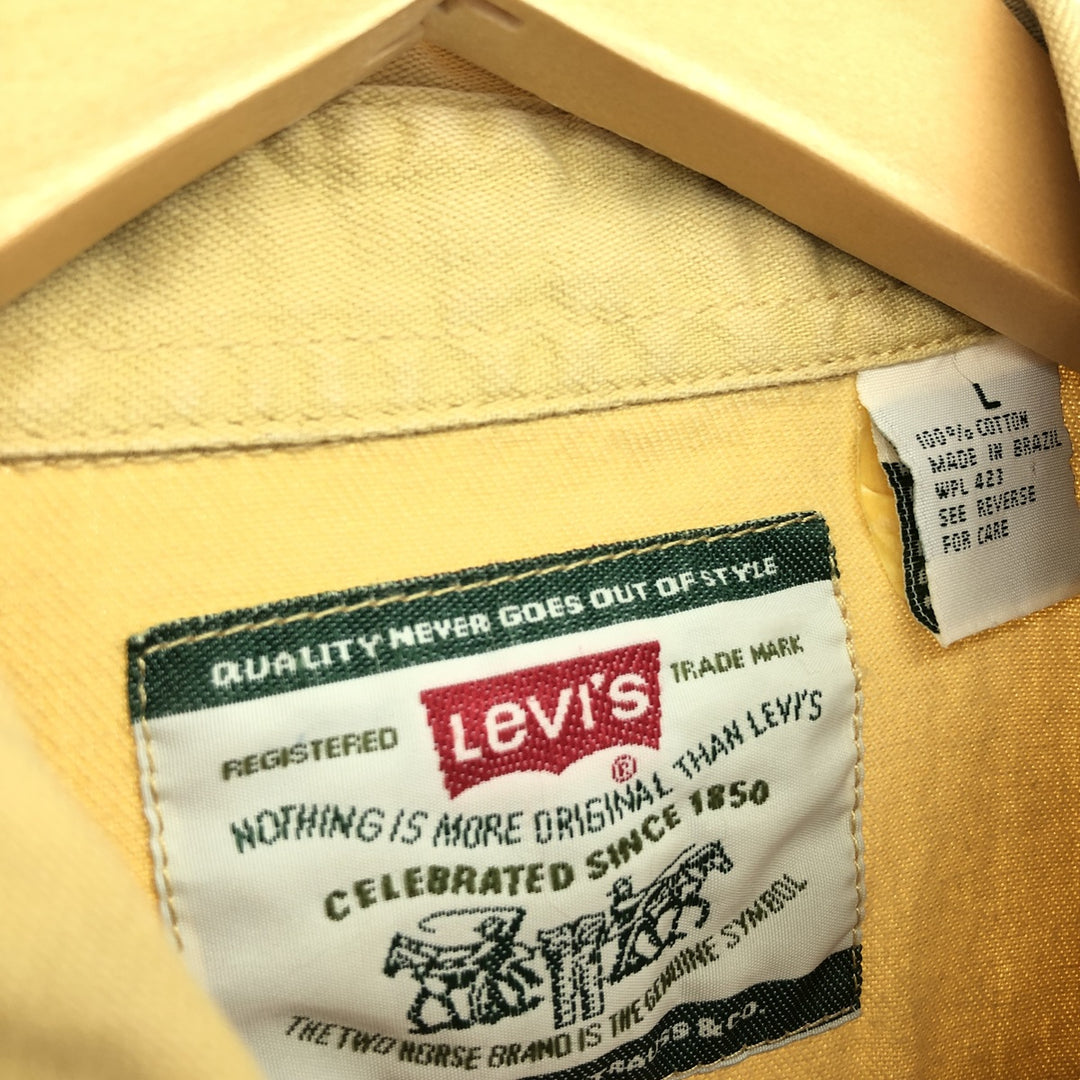 L
100% COTTON
MADE IN BRAZIL
WPL 423
SEE REVERSE
FOR CARE
QUALITY NEVER GOES OUT OF STYLE
REGISTERED LEVI'S TRADE MARK
®
NOTHING IS MORE ORIGINAL THAN LEVI'S
CELEBRATED SINCE 1850
THE TWO HORSE BRAND IS THE GENUINE SYMBOL
& CO.